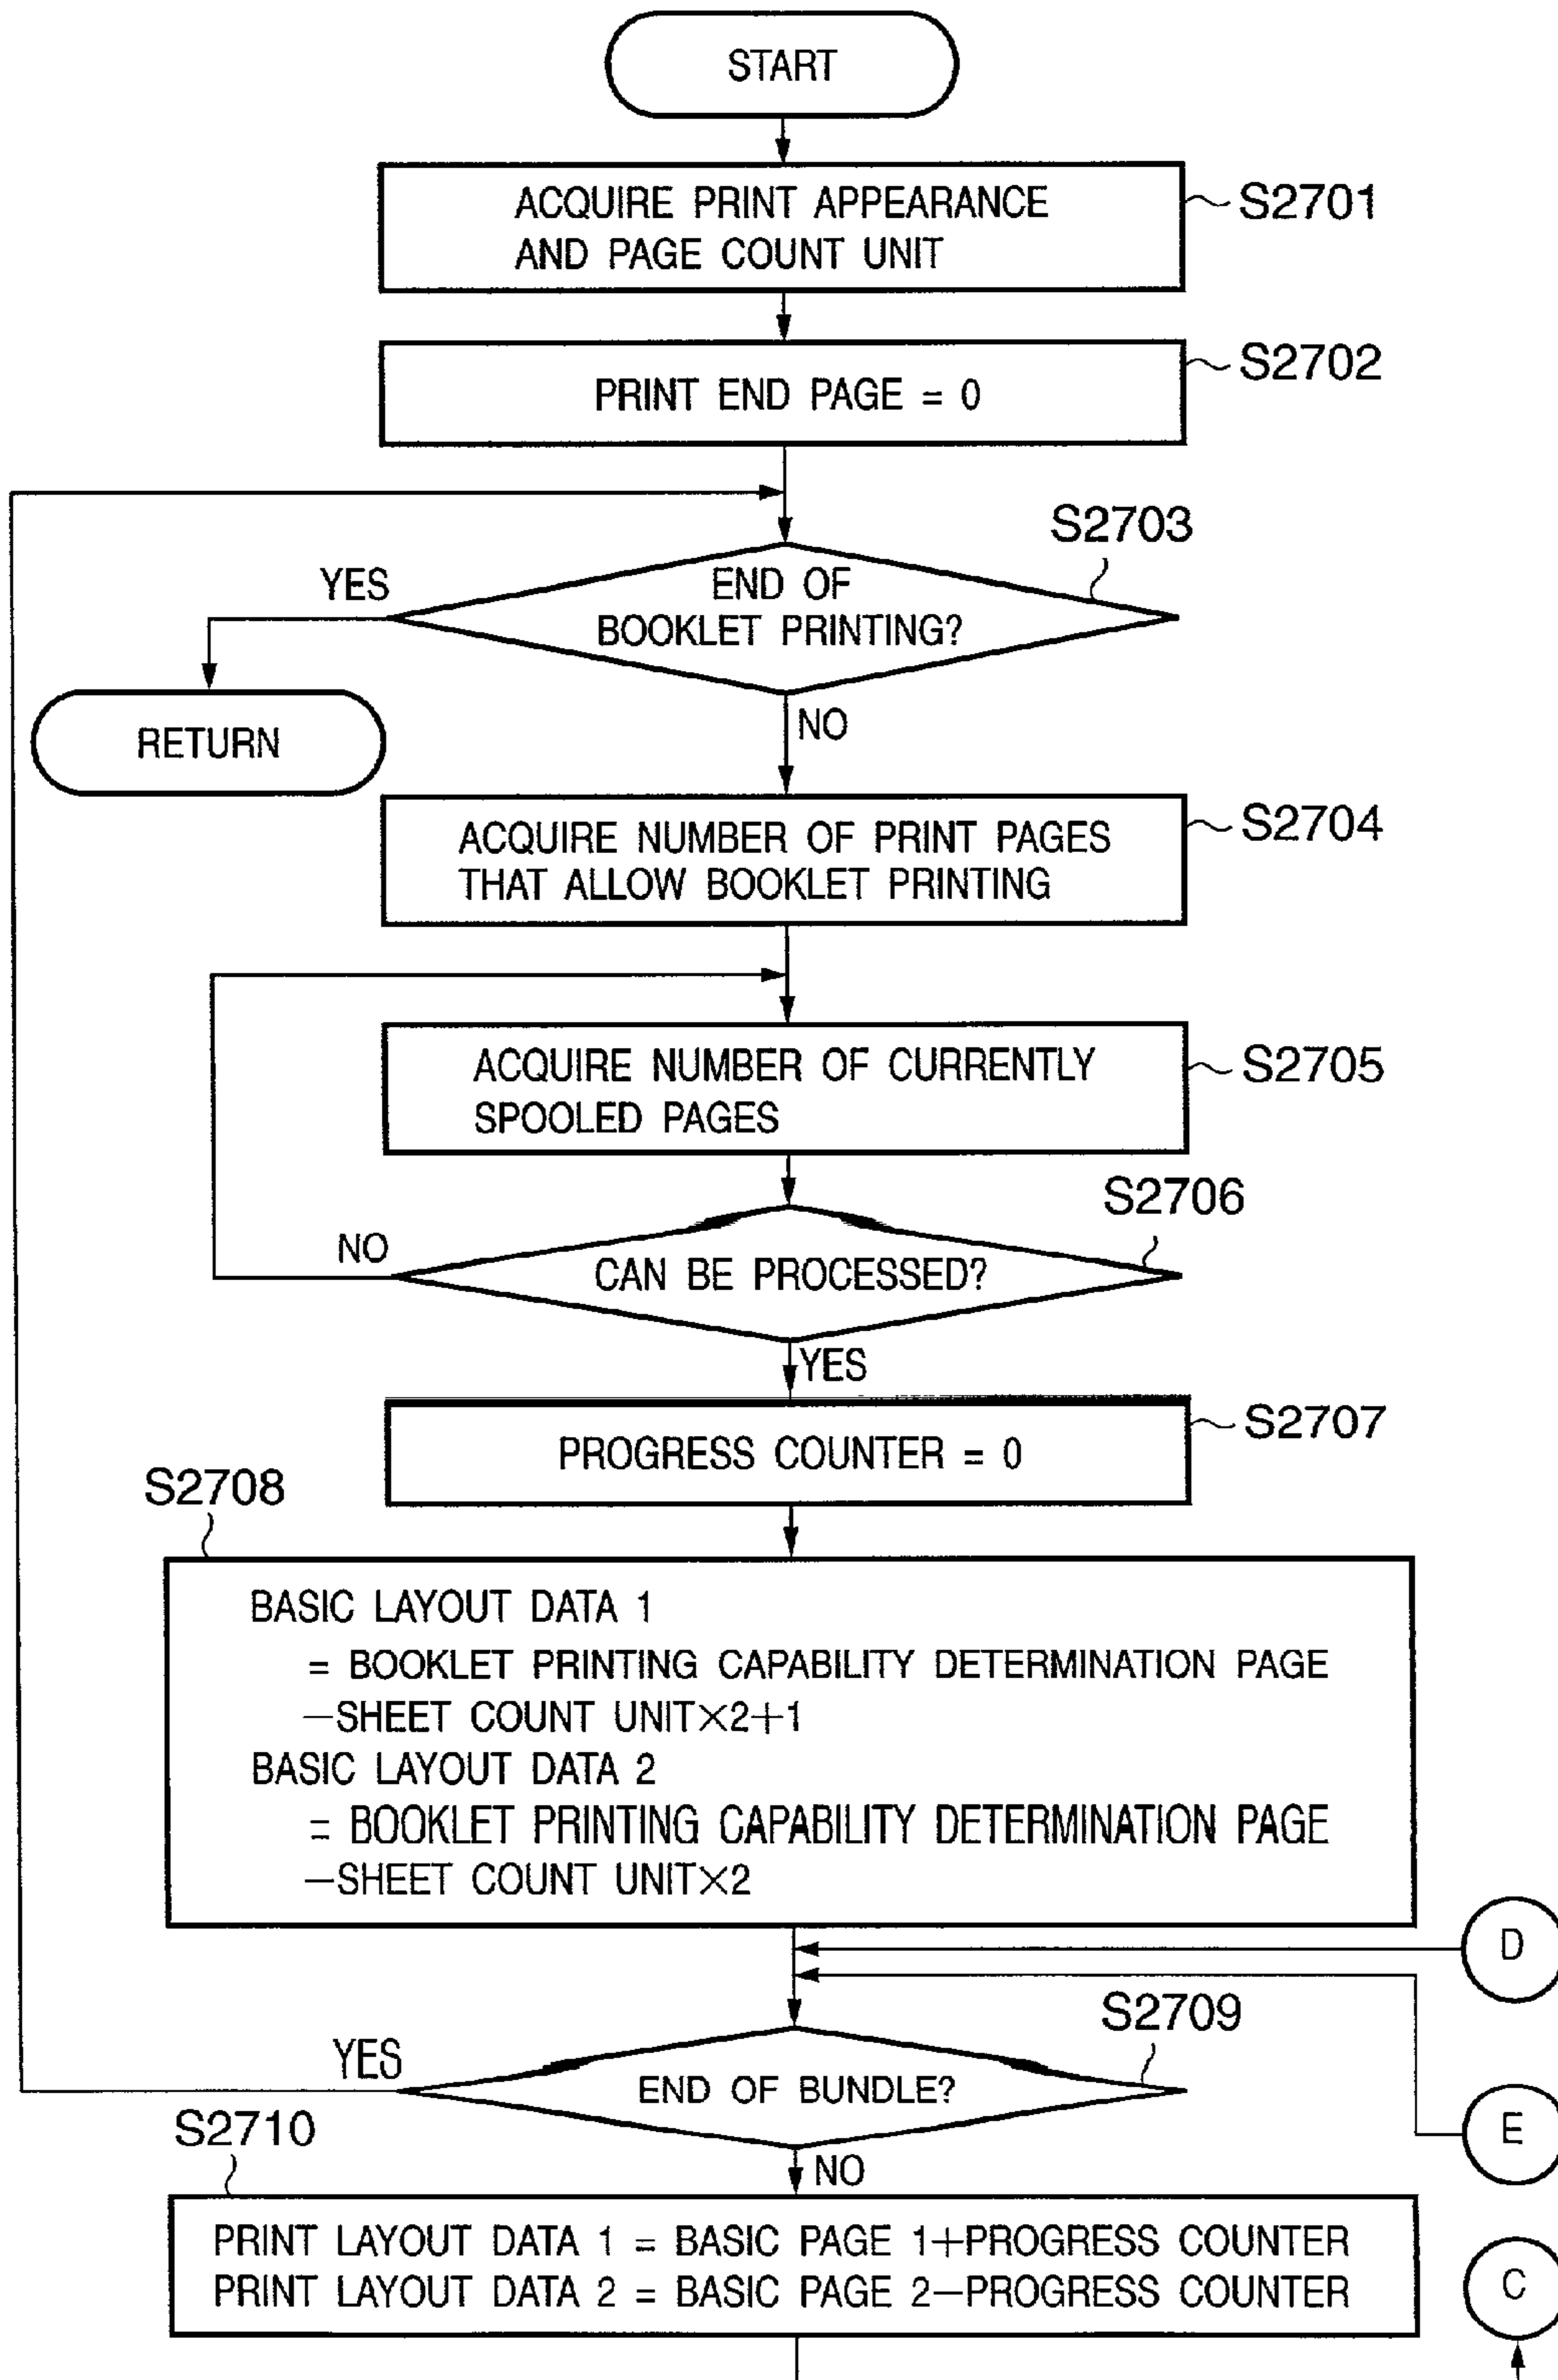 START
ACQUIRE PRINT APPEARANCE
AND PAGE COUNT UNIT
S2701
PRINT END PAGE = 0
S2702
S2703
YES
END OF
BOOKLET PRINTING?
RETURN
NO
ACQUIRE NUMBER OF PRINT PAGES
THAT ALLOW BOOKLET PRINTING
S2704
ACQUIRE NUMBER OF CURRENTLY
SPOOLED PAGES
S2705
S2706
NO
CAN BE PROCESSED?
YES
PROGRESS COUNTER = 0
S2707
S2708
BASIC LAYOUT DATA 1
= BOOKLET PRINTING CAPABILITY DETERMINATION PAGE
−SHEET COUNT UNIT×2+1
BASIC LAYOUT DATA 2
= BOOKLET PRINTING CAPABILITY DETERMINATION PAGE
−SHEET COUNT UNIT×2
D
S2709
YES
END OF BUNDLE?
E
S2710
NO
PRINT LAYOUT DATA 1 = BASIC PAGE 1+PROGRESS COUNTER
PRINT LAYOUT DATA 2 = BASIC PAGE 2−PROGRESS COUNTER
C